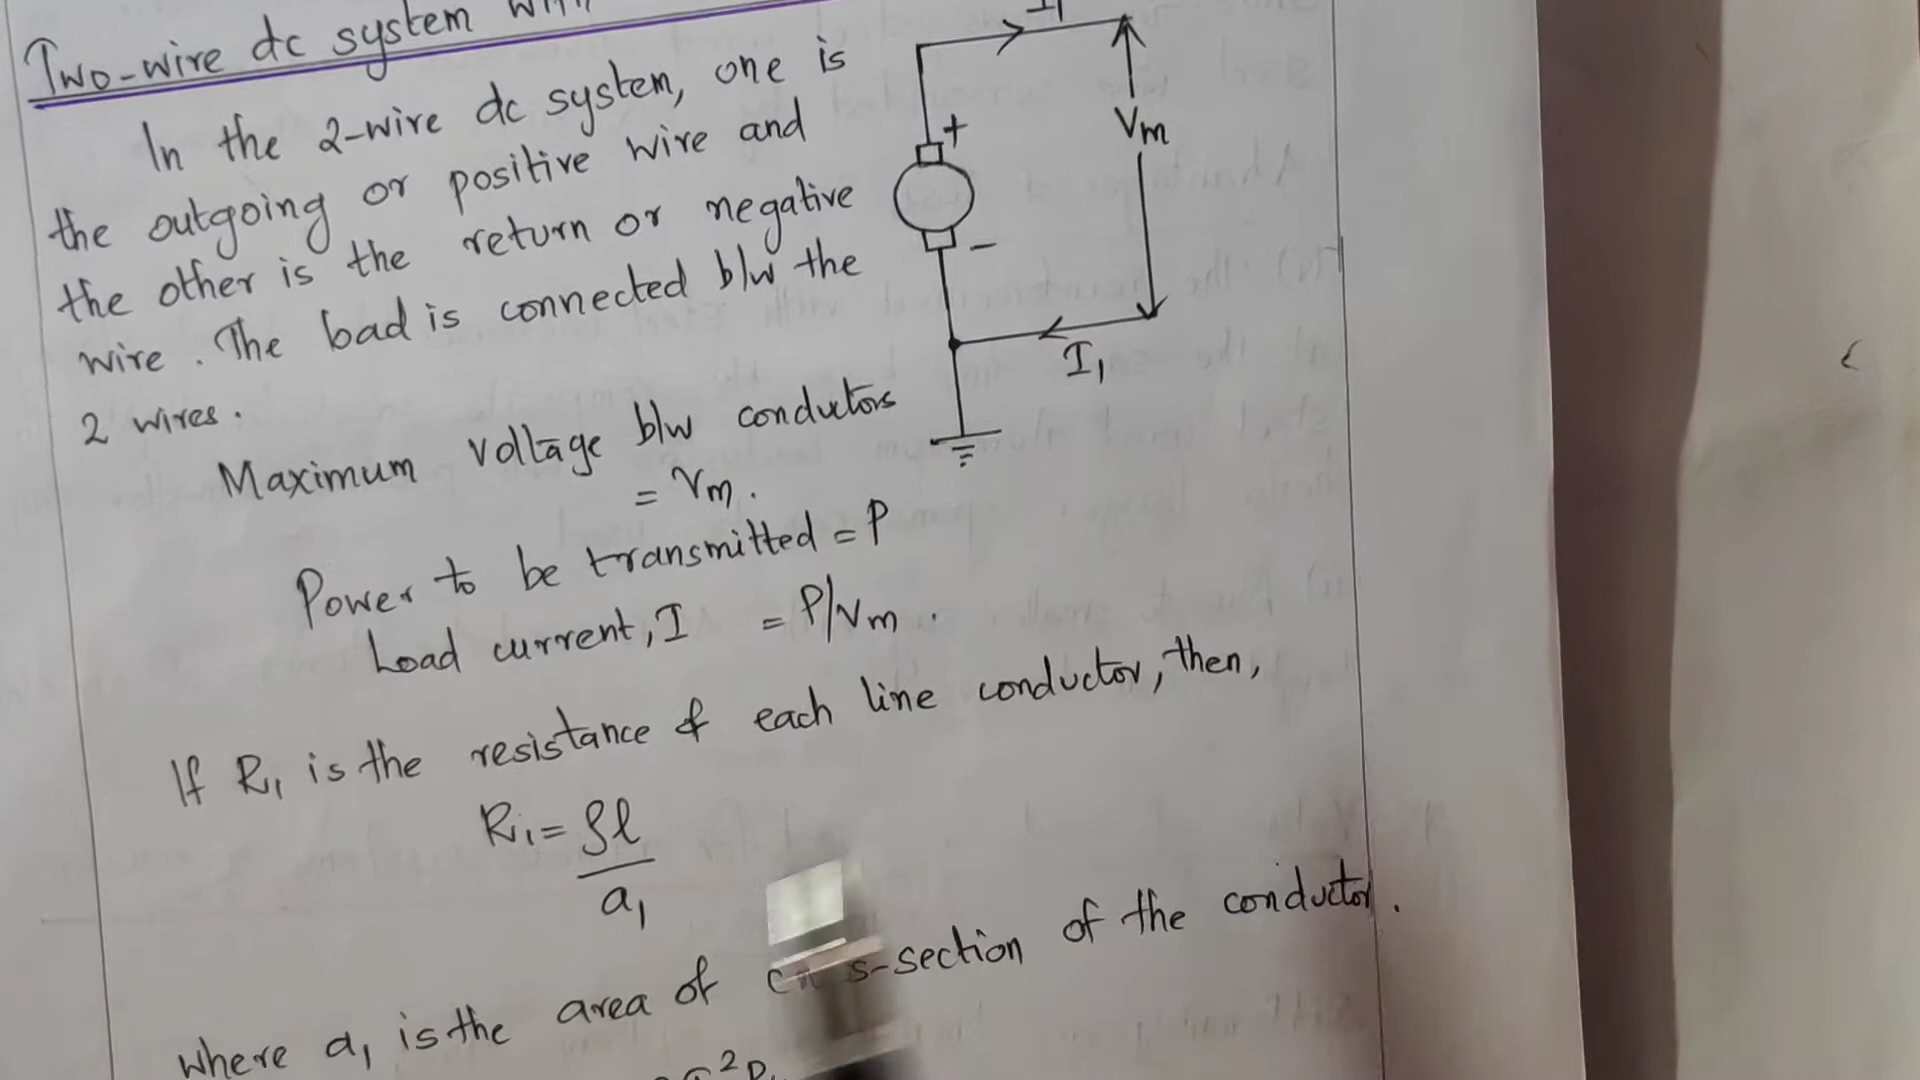 Two-wire dc system
In the 2-wire dc system, one is
the outgoing or positive wire and
the other is the return or negative
wire. The load is connected b/w the
2 wires.
Maximum voltage b/w conductors
= Vm.
Power to be transmitted = P
Load current, I = P/Vm.
If R1 is the resistance of each line conductor, then,
R1 = ρl
a1
where a1 is the area of s-section of the conductor.
I1
+
Vm
−
I1